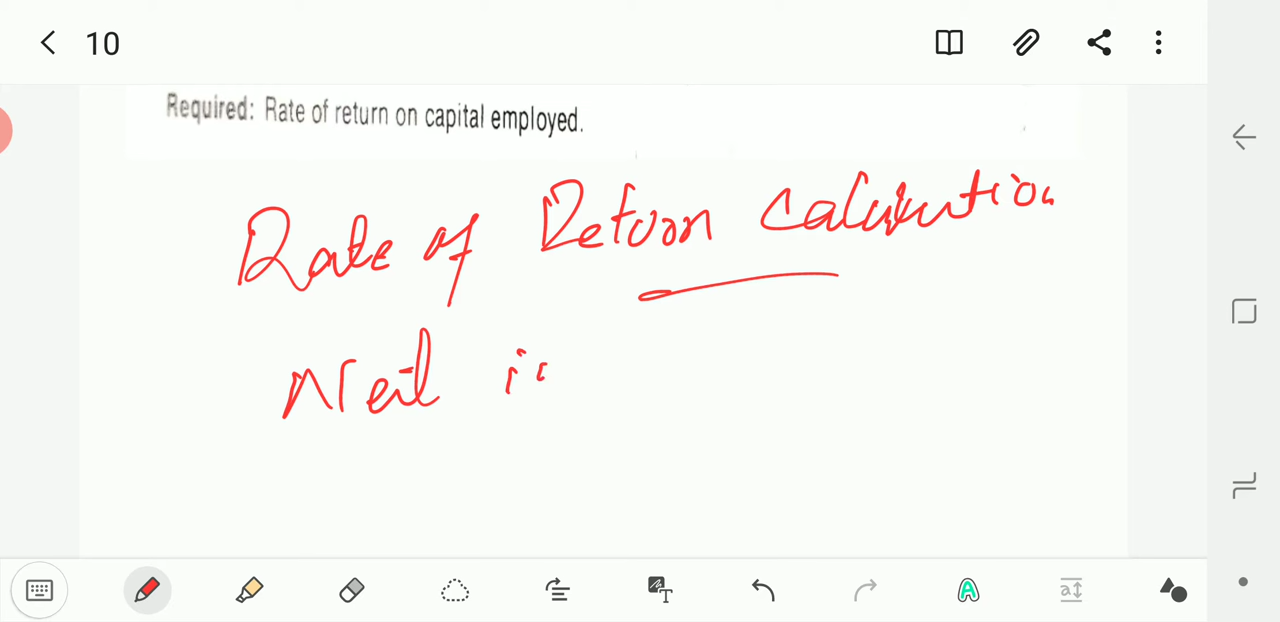 10
Required: Rate of return on capital employed.
Rate of Return Calculation
Net